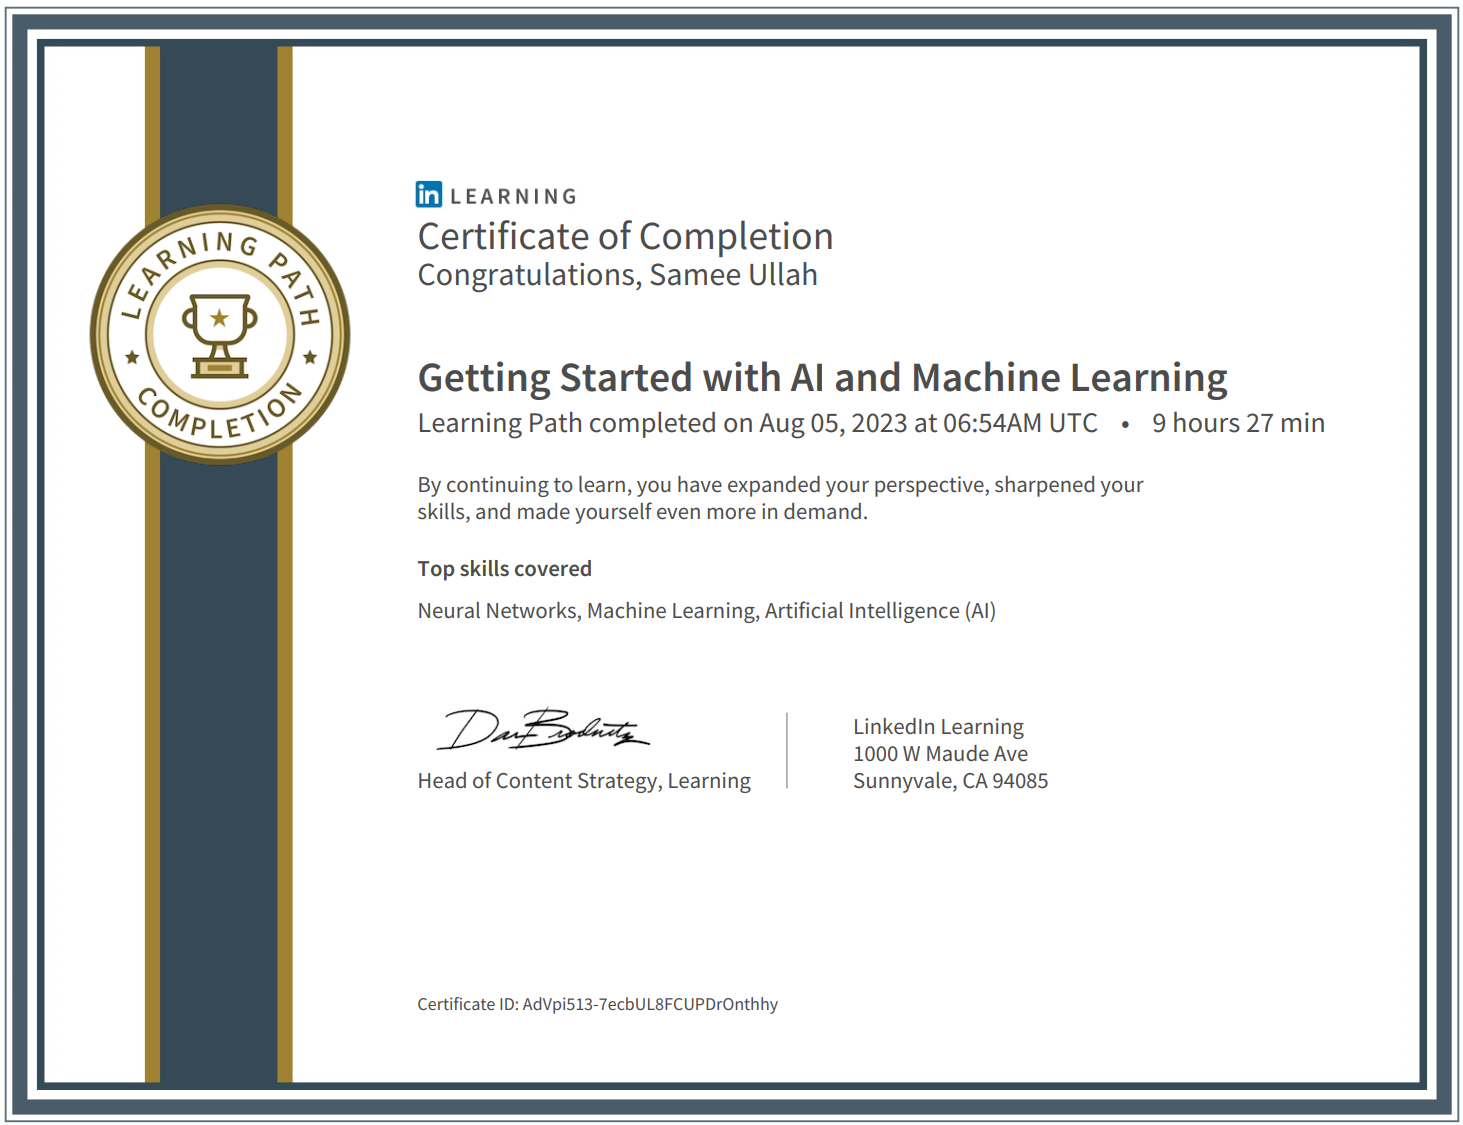 LEARNING PATH
COMPLETION
in LEARNING
Certificate of Completion
Congratulations, Samee Ullah
Getting Started with AI and Machine Learning
Learning Path completed on Aug 05, 2023 at 06:54AM UTC • 9 hours 27 min
By continuing to learn, you have expanded your perspective, sharpened your
skills, and made yourself even more in demand.
Top skills covered
Neural Networks, Machine Learning, Artificial Intelligence (AI)
Head of Content Strategy, Learning
LinkedIn Learning
1000 W Maude Ave
Sunnyvale, CA 94085
Certificate ID: AdVpi513-7ecbUL8FCUPDrOnthhy